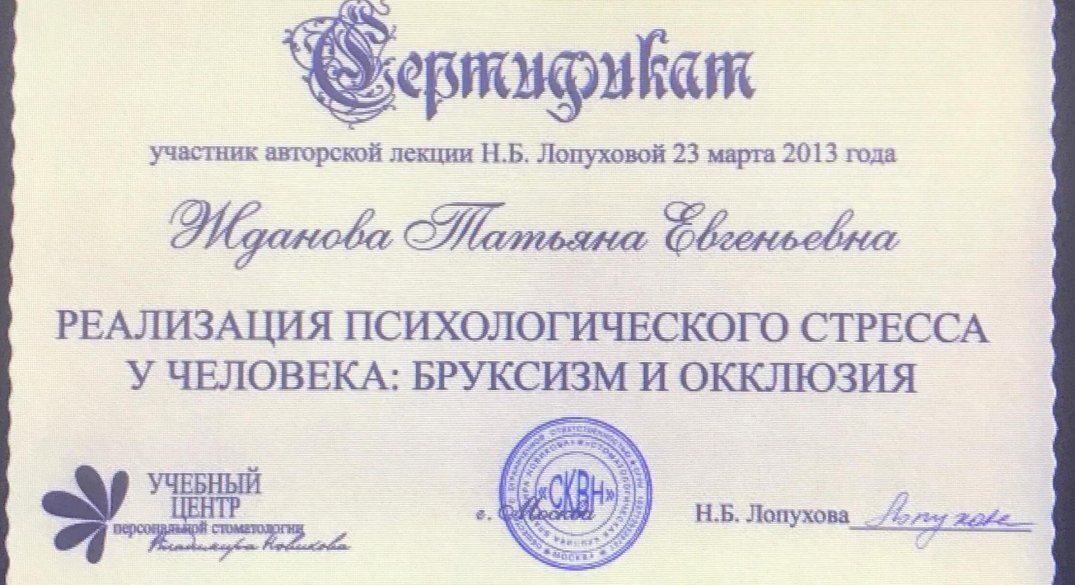 Сертификат
участник авторской лекции Н.Б. Лопуховой 23 марта 2013 года
Жданова Татьяна Евгеньевна
РЕАЛИЗАЦИЯ ПСИХОЛОГИЧЕСКОГО СТРЕССА
У ЧЕЛОВЕКА: БРУКСИЗМ И ОККЛЮЗИЯ
УЧЕБНЫЙ
ЦЕНТР
персональной стоматологии
Владимира Новикова
г. Москва
«СКВН»
МОСКВА
Н.Б. Лопухова